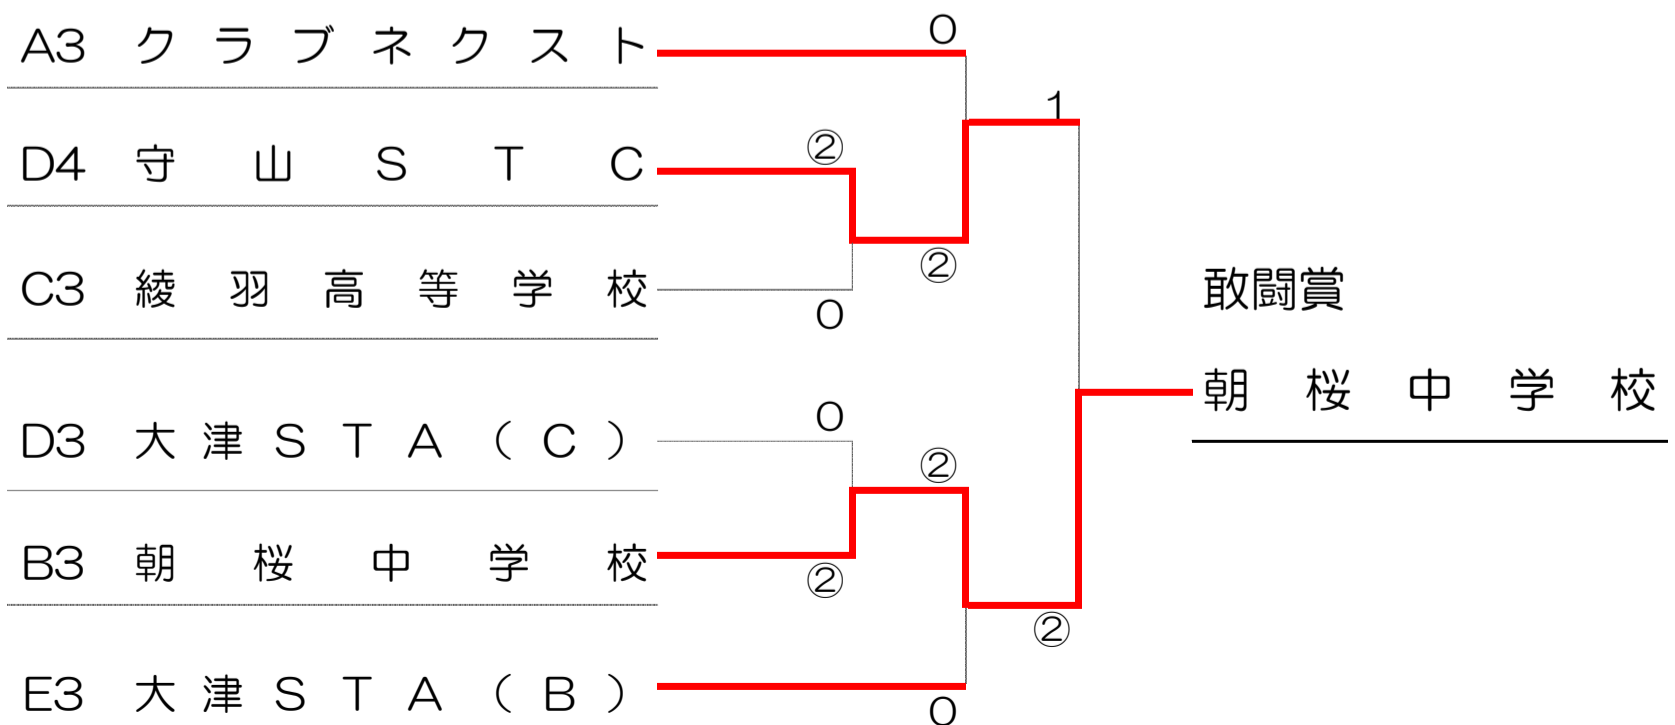 A3 クラブネクスト
0
1
D4 守山STC
②
②
C3 綾羽高等学校
0
敢闘賞
朝桜中学校
D3 大津STA(C)
0
②
B3 朝桜中学校
②
②
E3 大津STA(B)
0